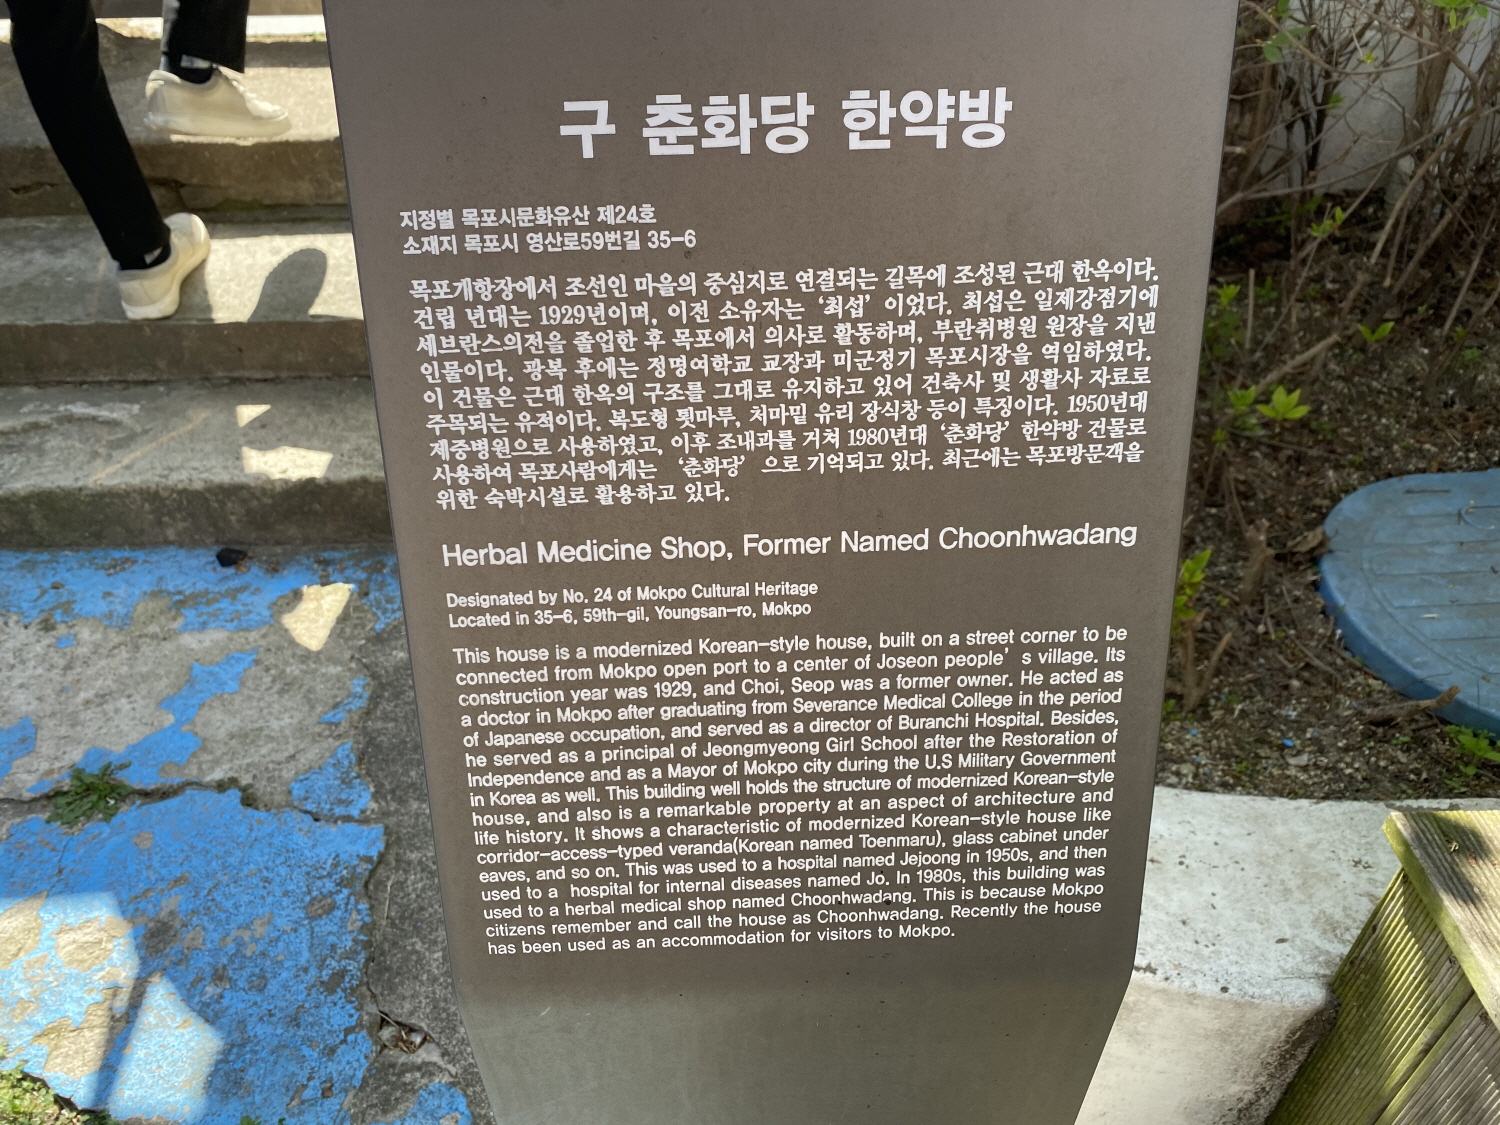 구 춘화당 한약방
지정별 목포시문화유산 제24호
소재지 목포시 영산로59번길 35-6
목포개항장에서 조선인 마을의 중심지로 연결되는 길목에 조성된 근대 한옥이다.
건립 년대는 1929년이며, 이전 소유자는 ‘최섭’ 이었다. 최섭은 일제강점기에
세브란스의전을 졸업한 후 목포에서 의사로 활동하며, 부란취병원 원장을 지낸
인물이다. 광복 후에는 정명여학교 교장과 미군정기 목포시장을 역임하였다.
이 건물은 근대 한옥의 구조를 그대로 유지하고 있어 건축사 및 생활사 자료로
주목되는 유적이다. 복도형 툇마루, 처마밑 유리 장식창 등이 특징이다. 1950년대
제중병원으로 사용하였고, 이후 조내과를 거쳐 1980년대 ‘춘화당’ 한약방 건물로
사용하여 목포사람에게는 ‘춘화당’ 으로 기억되고 있다. 최근에는 목포방문객을
위한 숙박시설로 활용하고 있다.
Herbal Medicine Shop, Former Named Choonhwadang
Designated by No. 24 of Mokpo Cultural Heritage
Located in 35-6, 59th-gil, Youngsan-ro, Mokpo
This house is a modernized Korean-style house, built on a street corner to be
connected from Mokpo open port to a center of Joseon people’ s village. Its
construction year was 1929, and Choi, Seop was a former owner. He acted as
a doctor in Mokpo after graduating from Severance Medical College in the period
of Japanese occupation, and served as a director of Buranchi Hospital. Besides,
he served as a principal of Jeongmyeong Girl School after the Restoration of
Independence and as a Mayor of Mokpo city during the U.S Military Government
in Korea as well. This building well holds the structure of modernized Korean-style
house, and also is a remarkable property at an aspect of architecture and
life history. It shows a characteristic of modernized Korean-style house like
corridor-access-typed veranda(Korean named Toenmaru), glass cabinet under
eaves, and so on. This was used to a hospital named Jejoong in 1950s, and then
used to a hospital for internal diseases named Jo. In 1980s, this building was
used to a herbal medical shop named Choonhwadang. This is because Mokpo
citizens remember and call the house as Choonhwadang. Recently the house
has been used as an accommodation for visitors to Mokpo.